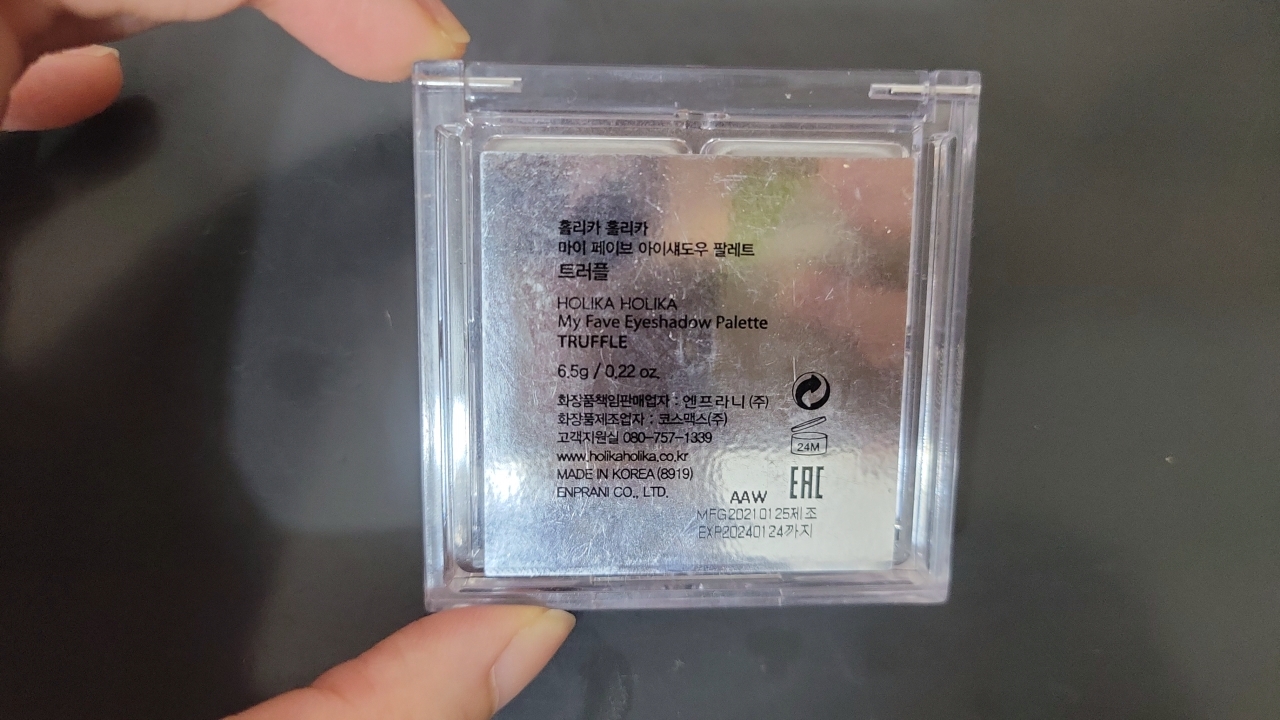 홀리카 홀리카
마이 페이브 아이섀도우 팔레트
트러플
HOLIKA HOLIKA
My Fave Eyeshadow Palette
TRUFFLE
6.5g / 0.22 oz.
화장품책임판매업자 : 엔프라니 (주)
화장품제조업자 : 코스맥스(주)
고객지원실 080-757-1339
www.holikaholika.co.kr
MADE IN KOREA (8919)
ENPRANI CO., LTD.
24M
EAC
AAW
MFG20210125제조
EXP20240124까지